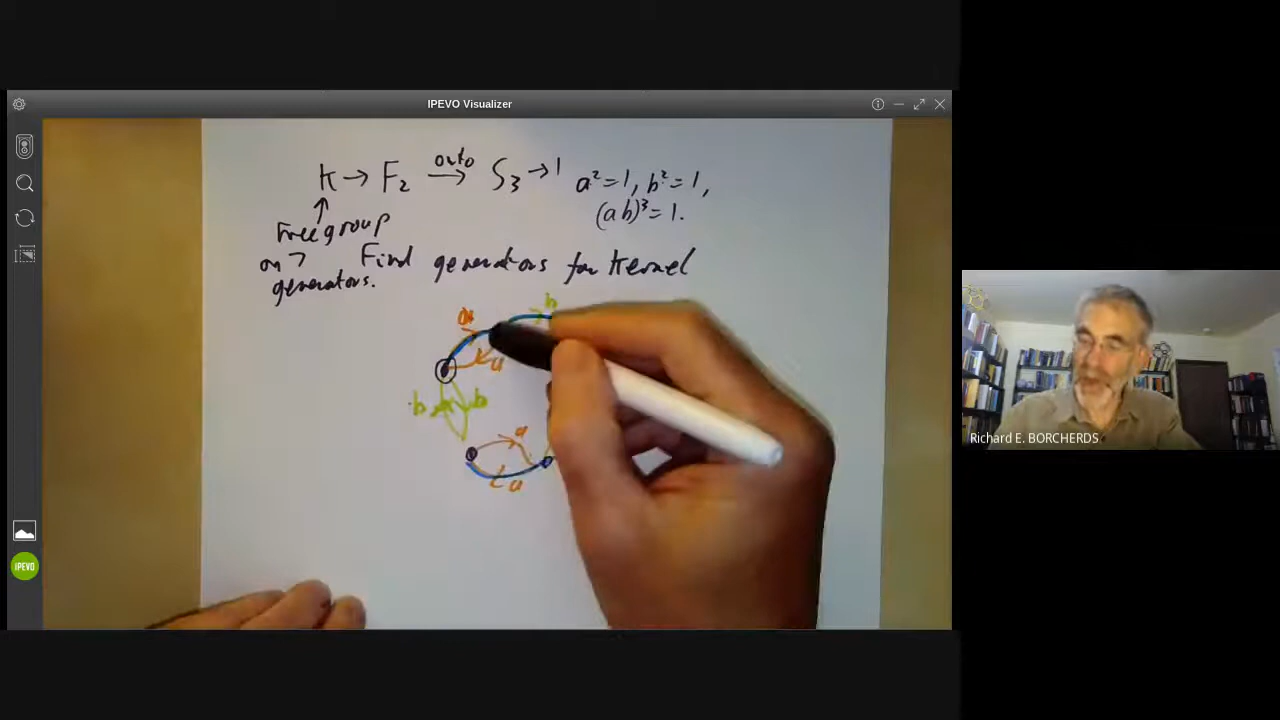 IPEVO Visualizer
K → F₂ onto→ S₃ → 1 a² = 1, b² = 1,
(ab)³ = 1.
↑
Free group
on 7
generators.
Find generators for kernel
a b
a
b b
a
a
iPEVO
Richard E. BORCHERDS